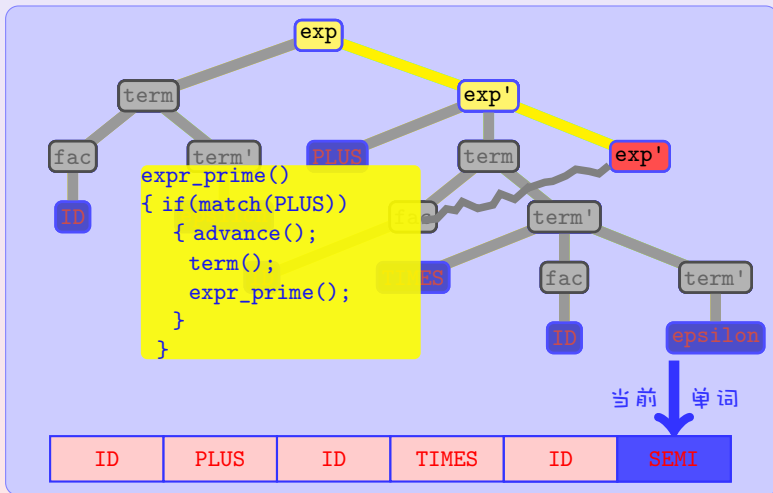 exp
term
exp'
fac
term'
PLUS
term
exp'
ID
fac
term'
expr_prime()
{ if(match(PLUS))
{ advance();
term();
expr_prime();
}
}
fac
term'
ID
epsilon
当前 单词
ID PLUS ID TIMES ID SEMI